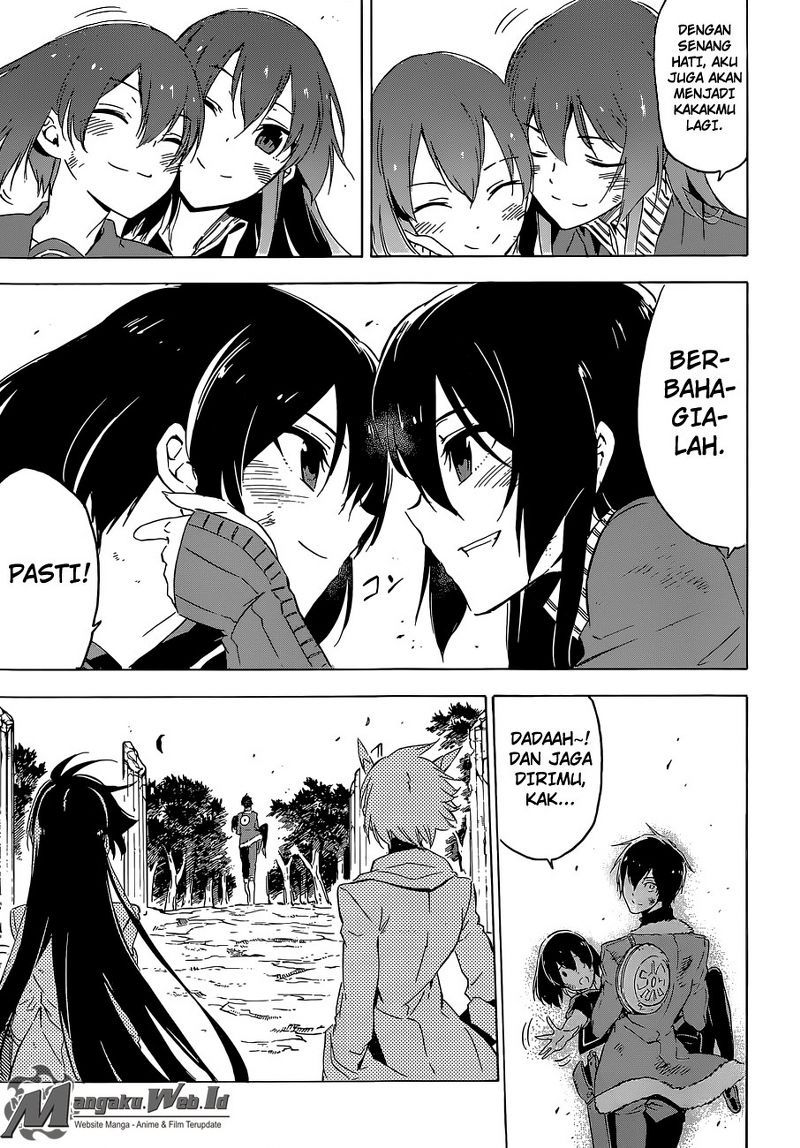 DENGAN
SENANG
HATI, AKU
JUGA AKAN
MENJADI
KAKAKMU
LAGI.
BER-
BAHA-
GIA-
LAH.
PASTI!
コン
DADAAH~!
DAN JAGA
DIRIMU,
KAK...
Mangaku.Web.Id
Website Manga - Anime & Film Terupdate